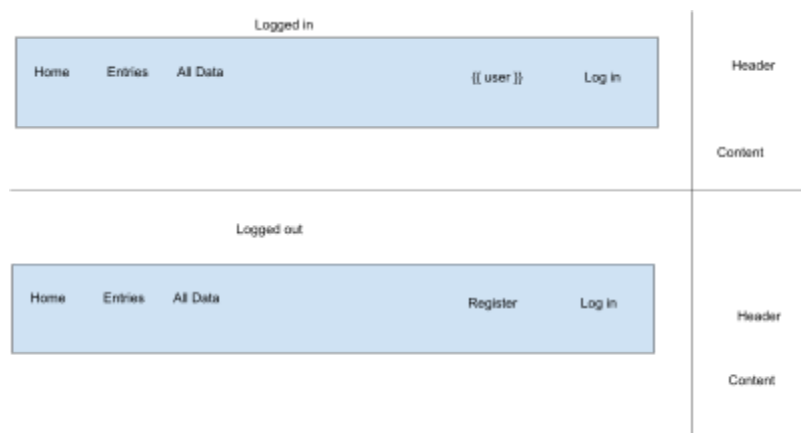 Logged in
Home Entries All Data {{ user }} Log in
Header
Content
Logged out
Home Entries All Data Register Log in
Header
Content